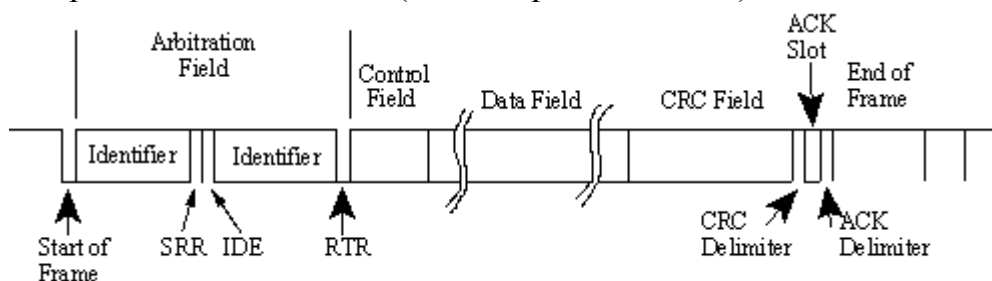 ACK
Slot
Arbitration
Field
Control
Field
Data Field
CRC Field
End of
Frame
Identifier
Identifier
Start of
Frame
SRR
IDE
RTR
CRC
Delimiter
ACK
Delimiter